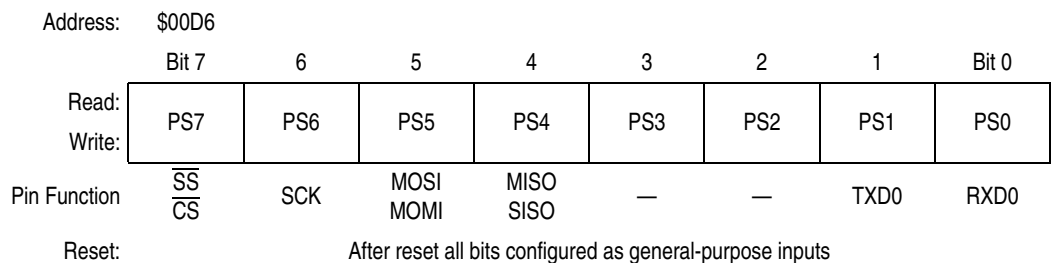 Address: $00D6
Bit 7 6 5 4 3 2 1 Bit 0
Read:
PS7 PS6 PS5 PS4 PS3 PS2 PS1 PS0
Write:
Pin Function SS SCK MOSI MISO — — TXD0 RXD0
CS MOMI SISO
Reset: After reset all bits configured as general-purpose inputs